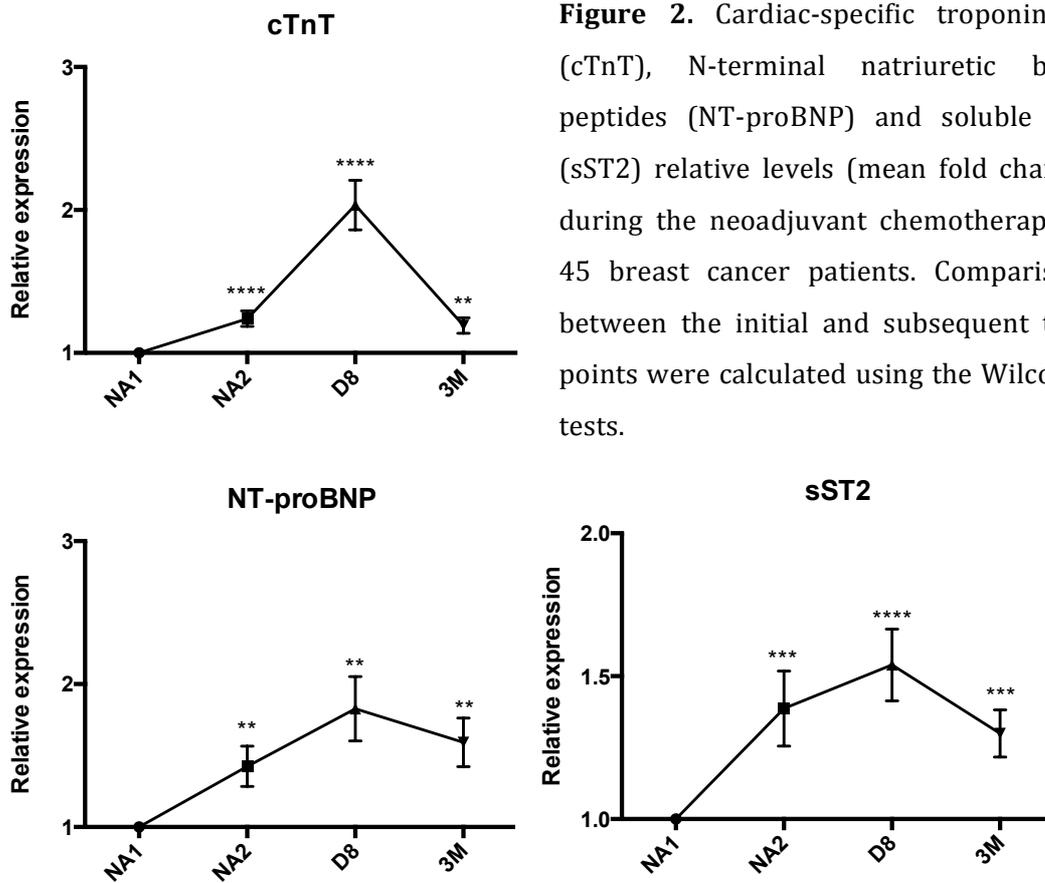 cTnT
3
2
1
Relative expression
****
****
**
NA1
NA2
D8
3M
Figure 2. Cardiac-specific troponin
(cTnT), N-terminal natriuretic b
peptides (NT-proBNP) and soluble
(sST2) relative levels (mean fold cha
during the neoadjuvant chemotherap
45 breast cancer patients. Comparis
between the initial and subsequent t
points were calculated using the Wilco
tests.
NT-proBNP
3
2
1
Relative expression
**
**
**
NA1
NA2
D8
3M
sST2
2.0
1.5
1.0
Relative expression
***
****
***
NA1
NA2
D8
3M